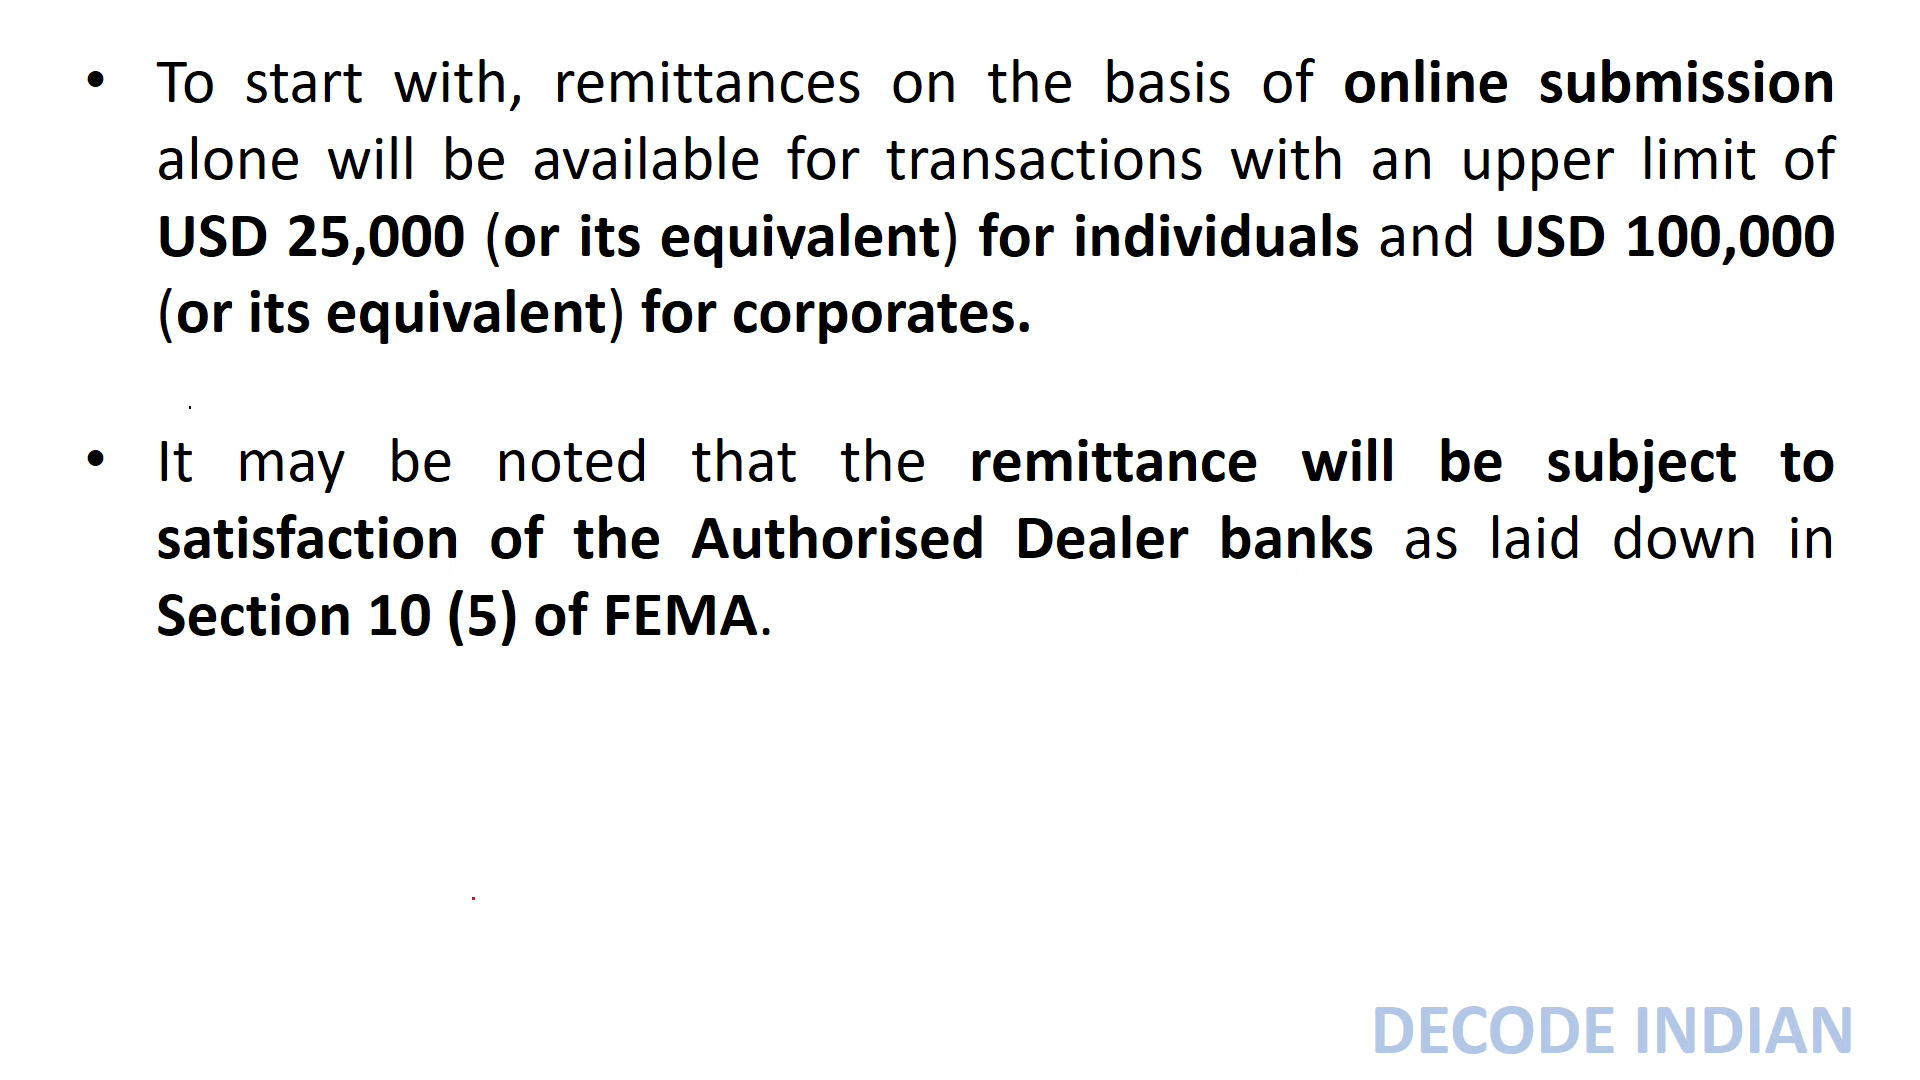 • To start with, remittances on the basis of online submission
alone will be available for transactions with an upper limit of
USD 25,000 (or its equivalent) for individuals and USD 100,000
(or its equivalent) for corporates.
• It may be noted that the remittance will be subject to
satisfaction of the Authorised Dealer banks as laid down in
Section 10 (5) of FEMA.
DECODE INDIAN